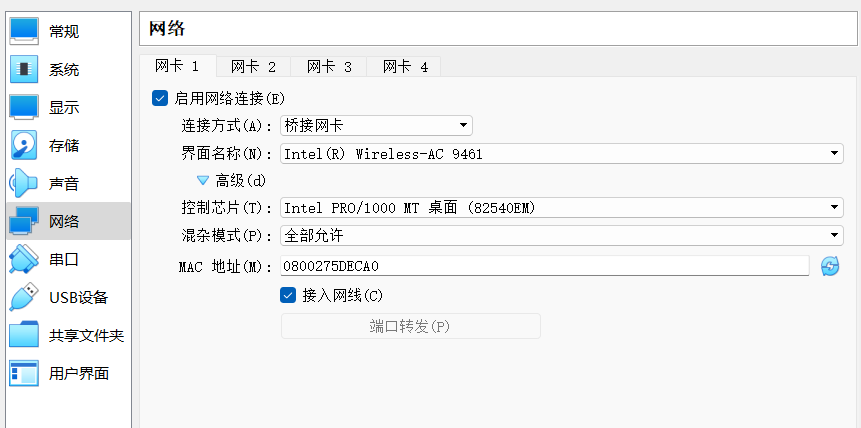 常规
系统
显示
存储
声音
网络
串口
USB设备
共享文件夹
用户界面
网络
网卡 1 网卡 2 网卡 3 网卡 4
启用网络连接(E)
连接方式(A): 桥接网卡
界面名称(N): Intel(R) Wireless-AC 9461
高级(d)
控制芯片(T): Intel PRO/1000 MT 桌面 (82540EM)
混杂模式(P): 全部允许
MAC 地址(M): 0800275DECA0
接入网线(C)
端口转发(P)